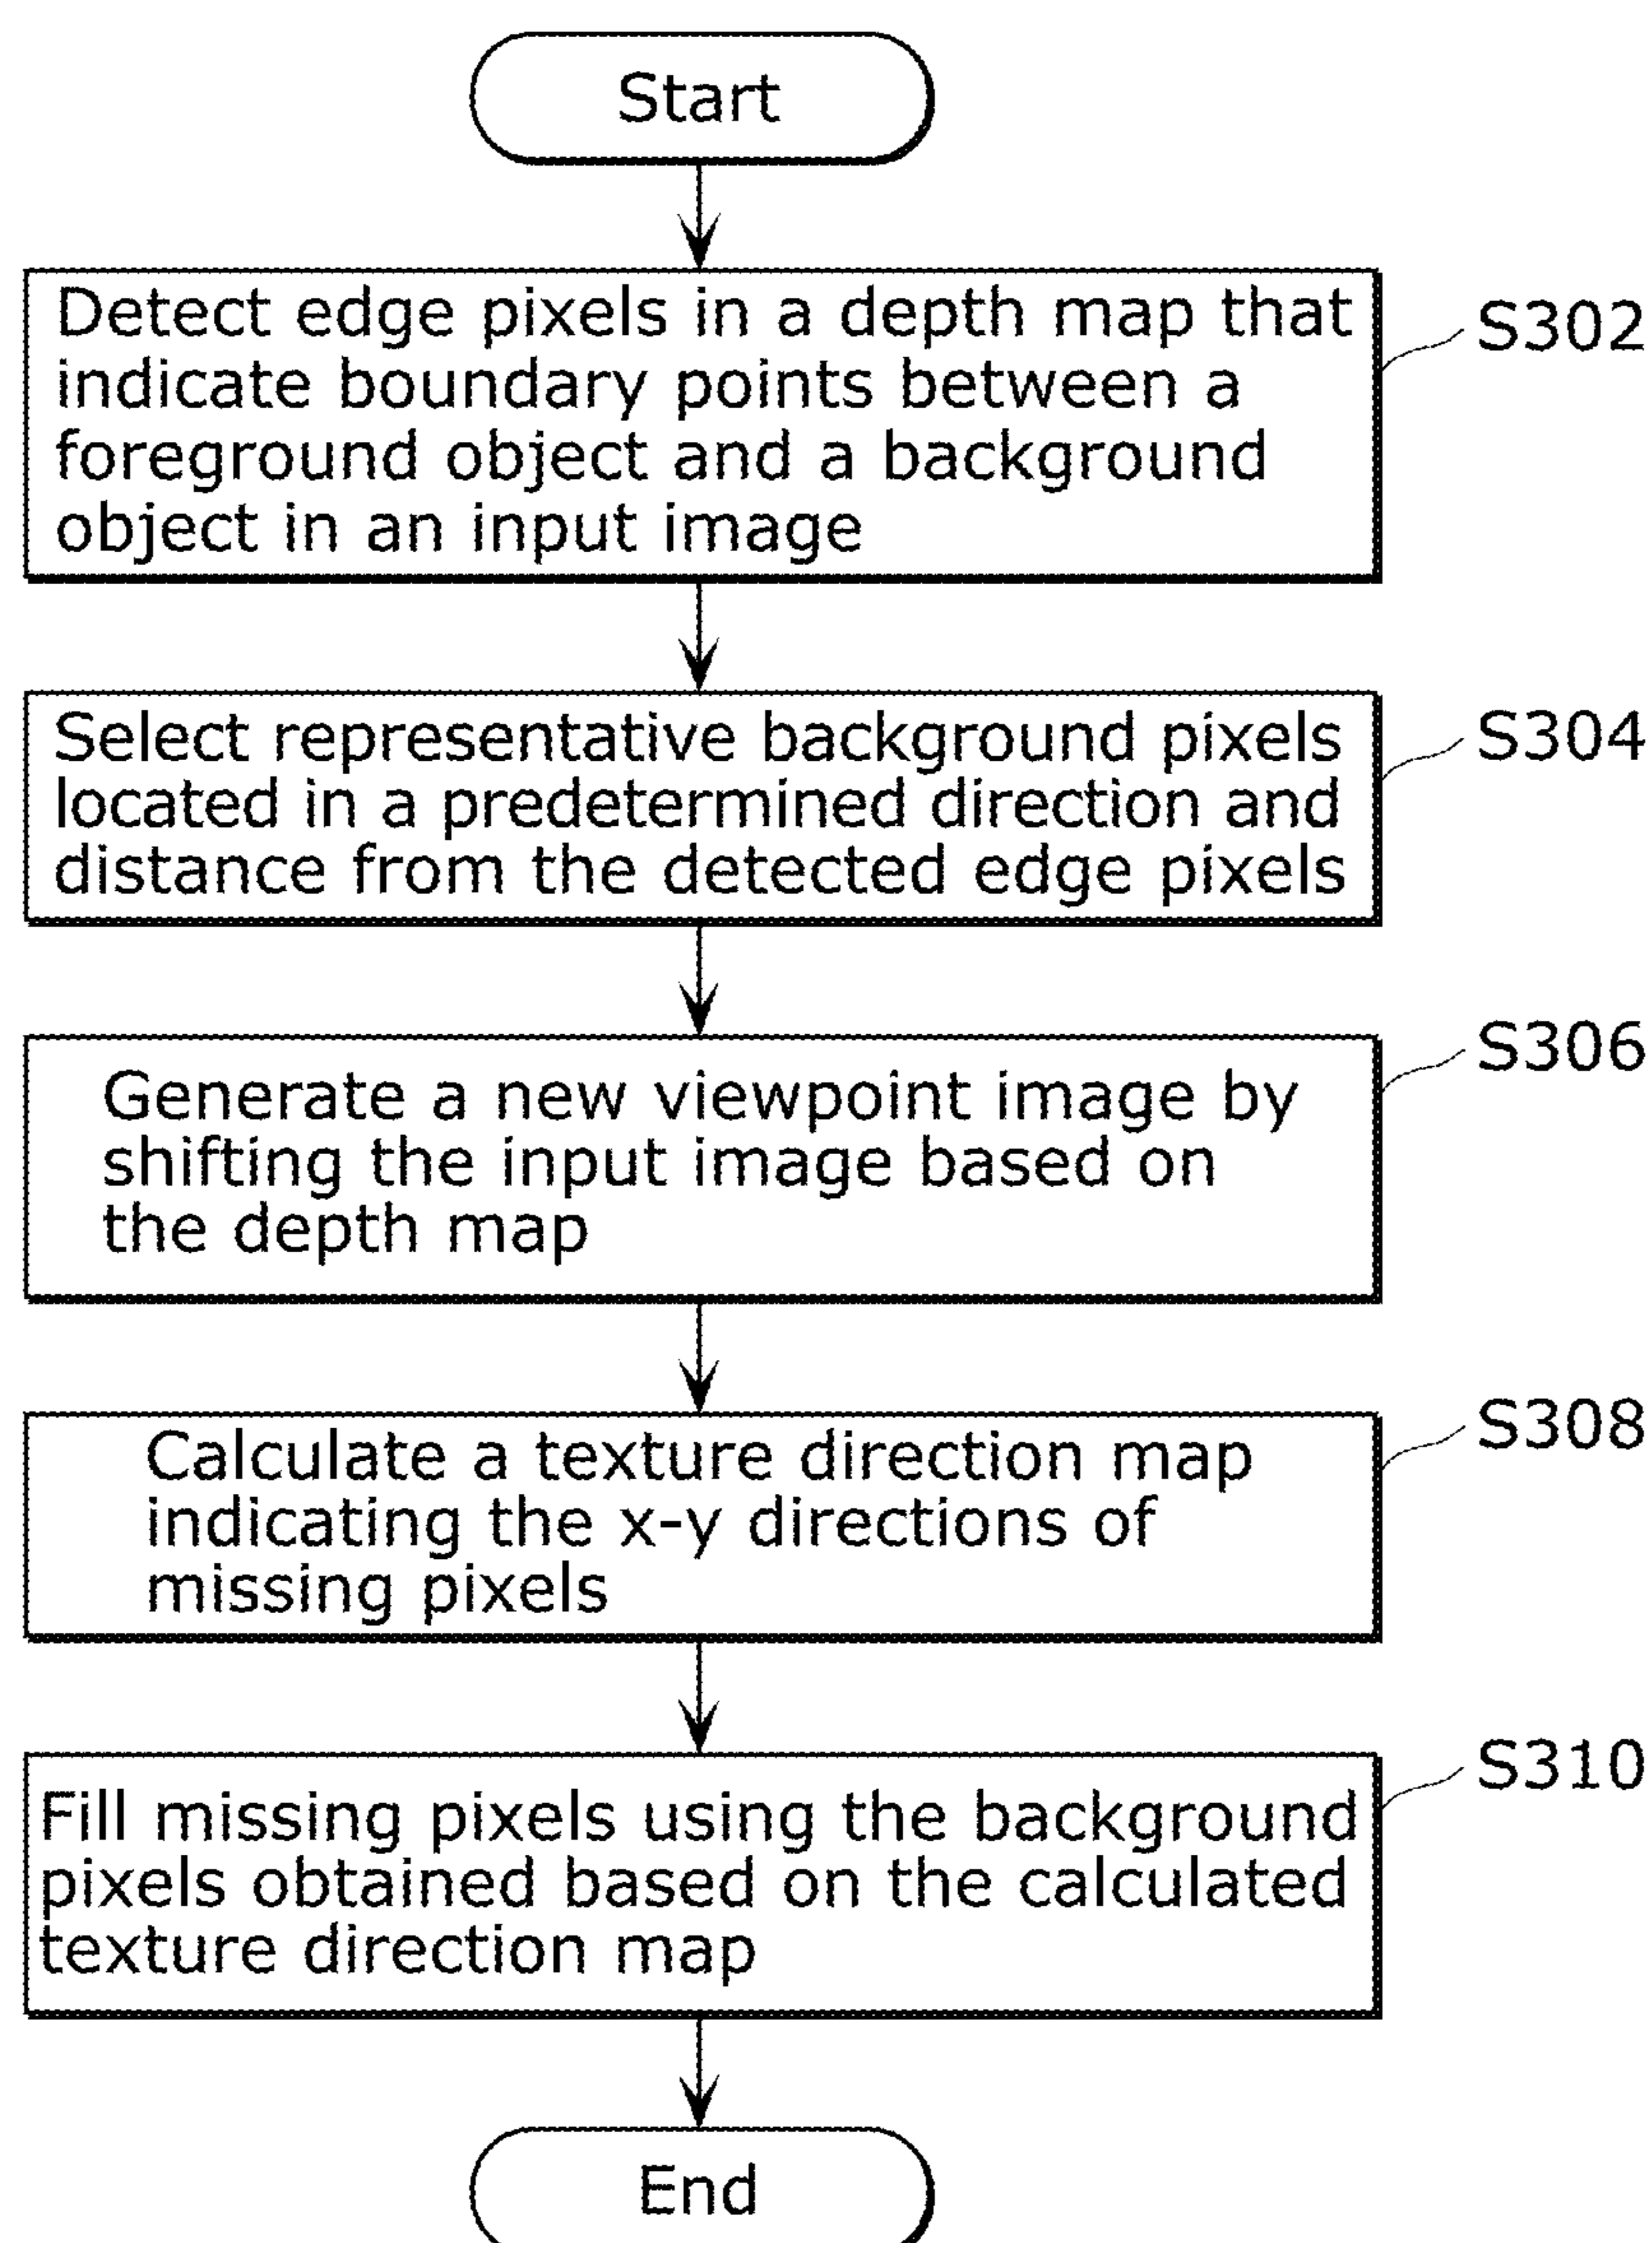 Start
Detect edge pixels in a depth map that
indicate boundary points between a
foreground object and a background
object in an input image
S302
Select representative background pixels
located in a predetermined direction and
distance from the detected edge pixels
S304
Generate a new viewpoint image by
shifting the input image based on
the depth map
S306
Calculate a texture direction map
indicating the x-y directions of
missing pixels
S308
Fill missing pixels using the background
pixels obtained based on the calculated
texture direction map
S310
End